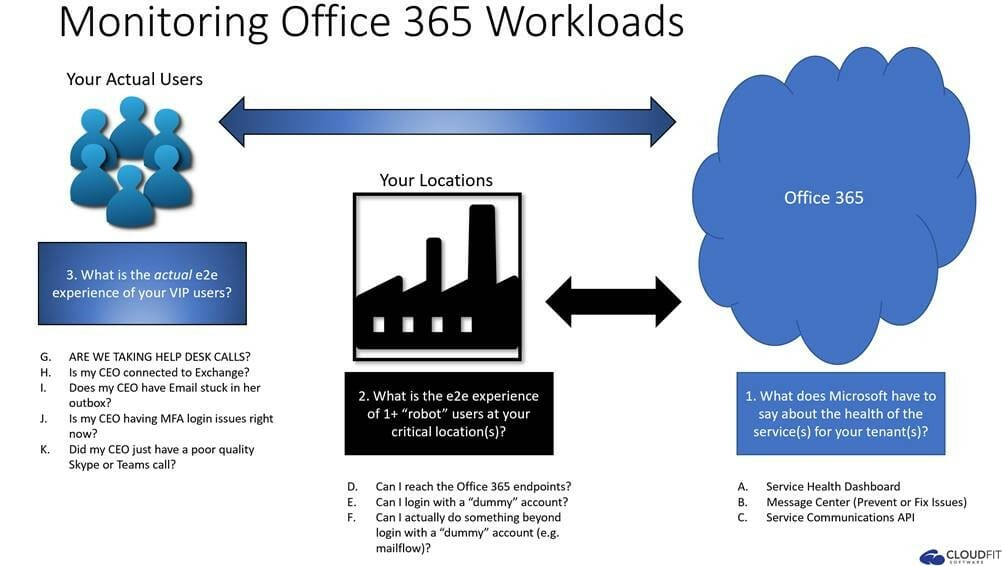 Monitoring Office 365 Workloads
Your Actual Users
Your Locations
Office 365
3. What is the actual e2e
experience of your VIP users?
G. ARE WE TAKING HELP DESK CALLS?
H. Is my CEO connected to Exchange?
I. Does my CEO have Email stuck in her
outbox?
J. Is my CEO having MFA login issues right
now?
K. Did my CEO just have a poor quality
Skype or Teams call?
2. What is the e2e experience
of 1+ “robot” users at your
critical location(s)?
D. Can I reach the Office 365 endpoints?
E. Can I login with a “dummy” account?
F. Can I actually do something beyond
login with a “dummy” account (e.g.
mailflow)?
1. What does Microsoft have to
say about the health of the
service(s) for your tenant(s)?
A. Service Health Dashboard
B. Message Center (Prevent or Fix Issues)
C. Service Communications API
CLOUDFIT
SOFTWARE